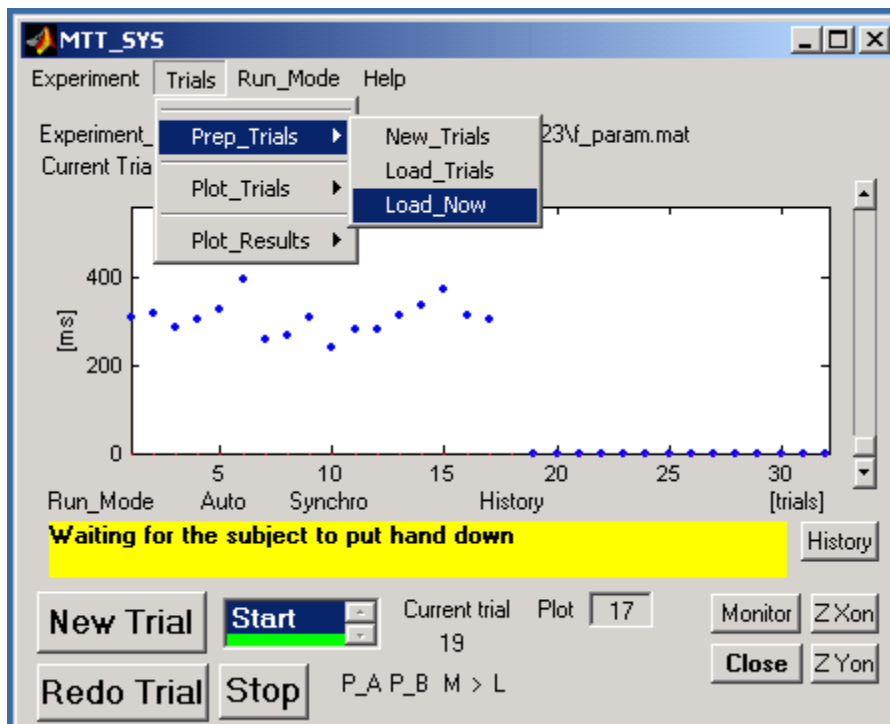 MTT_SYS
Experiment Trials Run_Mode Help
Experiment_ Prep_Trials New_Trials 23\f_param.mat
Current Tria Load_Trials
Plot_Trials Load_Now
Plot_Results
400
[ms]
200
0
5 10 15 20 25 30
Run_Mode Auto Synchro History [trials]
Waiting for the subject to put hand down
History
New Trial Start Current trial Plot 17 Monitor Z Xon
19
Redo Trial Stop P_A P_B M > L Close Z Yon